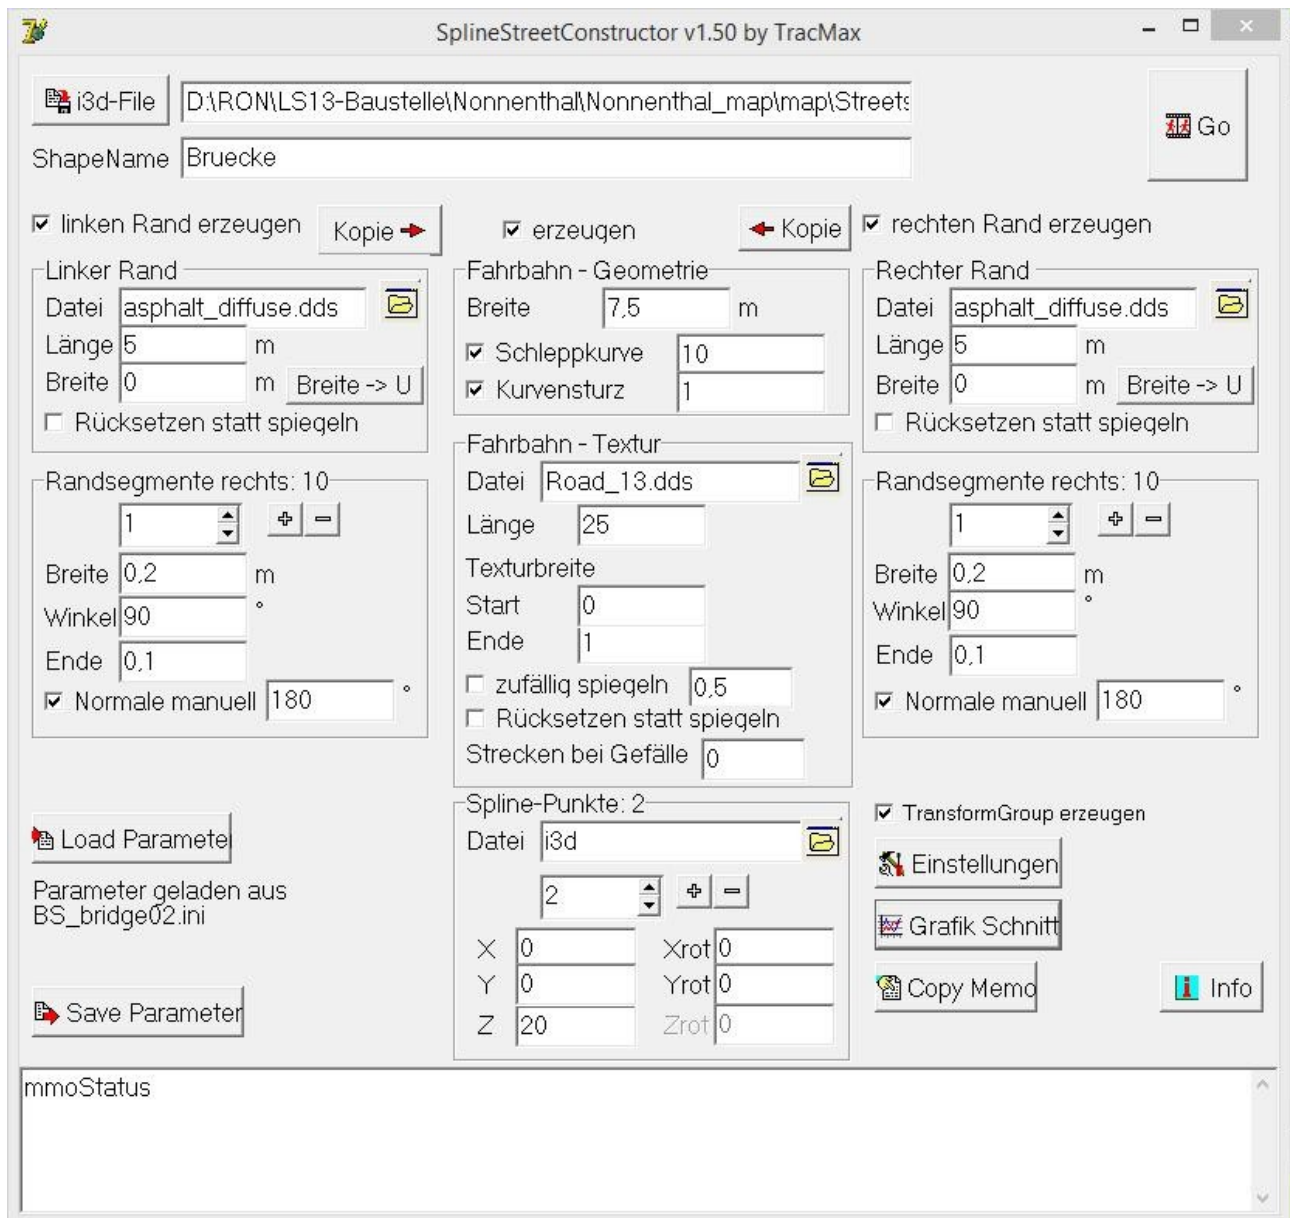 SplineStreetConstructor v1.50 by TracMax
i3d-File D:\RON\LS13-Baustelle\Nonnenthal\Nonnenthal_map\map\Streets
Go
ShapeName Bruecke
linken Rand erzeugen Kopie erzeugen Kopie rechten Rand erzeugen
Linker Rand
Datei asphalt_diffuse.dds
Länge 5 m
Breite 0 m Breite -> U
Rücksetzen statt spiegeln
Randsegmente rechts: 10
1
Breite 0,2 m
Winkel 90 °
Ende 0,1
Normale manuell 180 °
Load Parameter
Parameter geladen aus
BS_bridge02.ini
Save Parameter
Fahrbahn - Geometrie
Breite 7,5 m
Schleppkurve 10
Kurvensturz 1
Fahrbahn - Textur
Datei Road_13.dds
Länge 25
Texturbreite
Start 0
Ende 1
zufällig spiegeln 0,5
Rücksetzen statt spiegeln
Strecken bei Gefälle 0
Spline-Punkte: 2
Datei i3d
2
X 0 Xrot 0
Y 0 Yrot 0
Z 20 Zrot 0
Rechter Rand
Datei asphalt_diffuse.dds
Länge 5 m
Breite 0 m Breite -> U
Rücksetzen statt spiegeln
Randsegmente rechts: 10
1
Breite 0,2 m
Winkel 90 °
Ende 0,1
Normale manuell 180 °
TransformGroup erzeugen
Einstellungen
Grafik Schnitt
Copy Memo
Info
mmoStatus